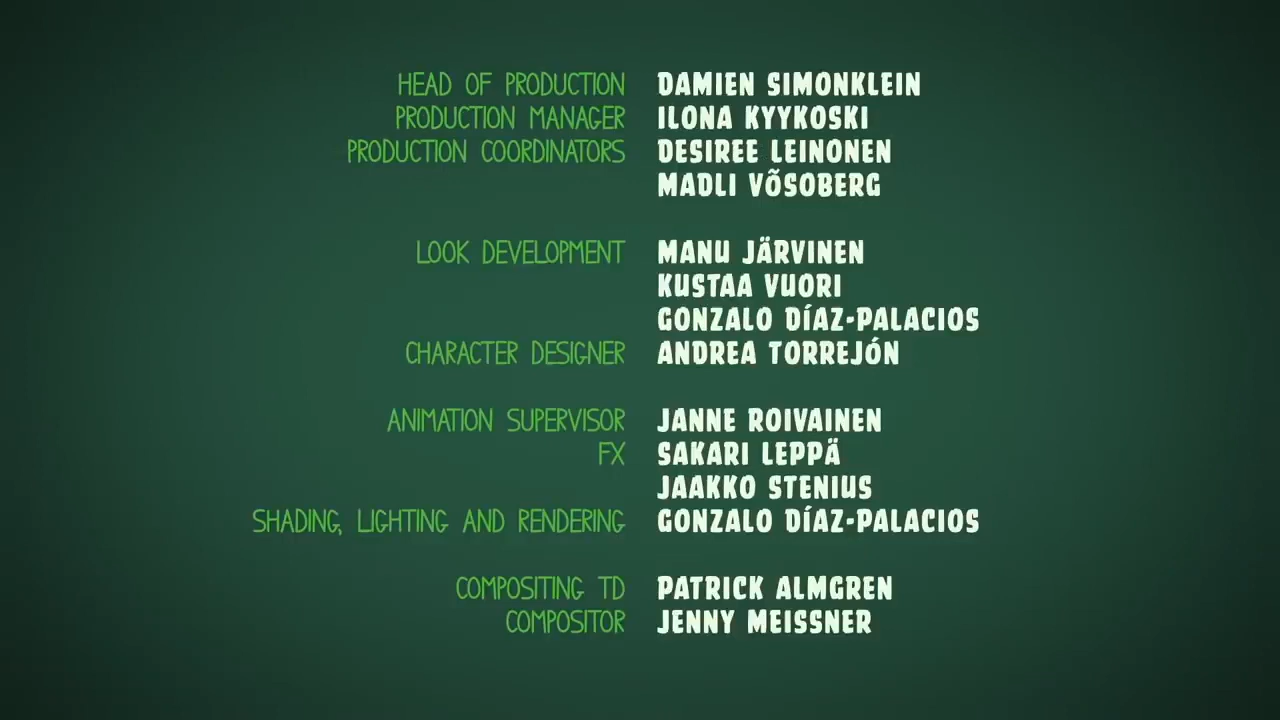 HEAD OF PRODUCTION DAMIEN SIMONKLEIN
PRODUCTION MANAGER ILONA KYYKOSKI
PRODUCTION COORDINATORS DESIREE LEINONEN
MADLI VÕSOBERG
LOOK DEVELOPMENT MANU JÄRVINEN
KUSTAA VUORI
GONZALO DÍAZ-PALACIOS
CHARACTER DESIGNER ANDREA TORREJÓN
ANIMATION SUPERVISOR JANNE ROIVAINEN
FX SAKARI LEPPÄ
JAAKKO STENIUS
SHADING, LIGHTING AND RENDERING GONZALO DÍAZ-PALACIOS
COMPOSITING TD PATRICK ALMGREN
COMPOSITOR JENNY MEISSNER